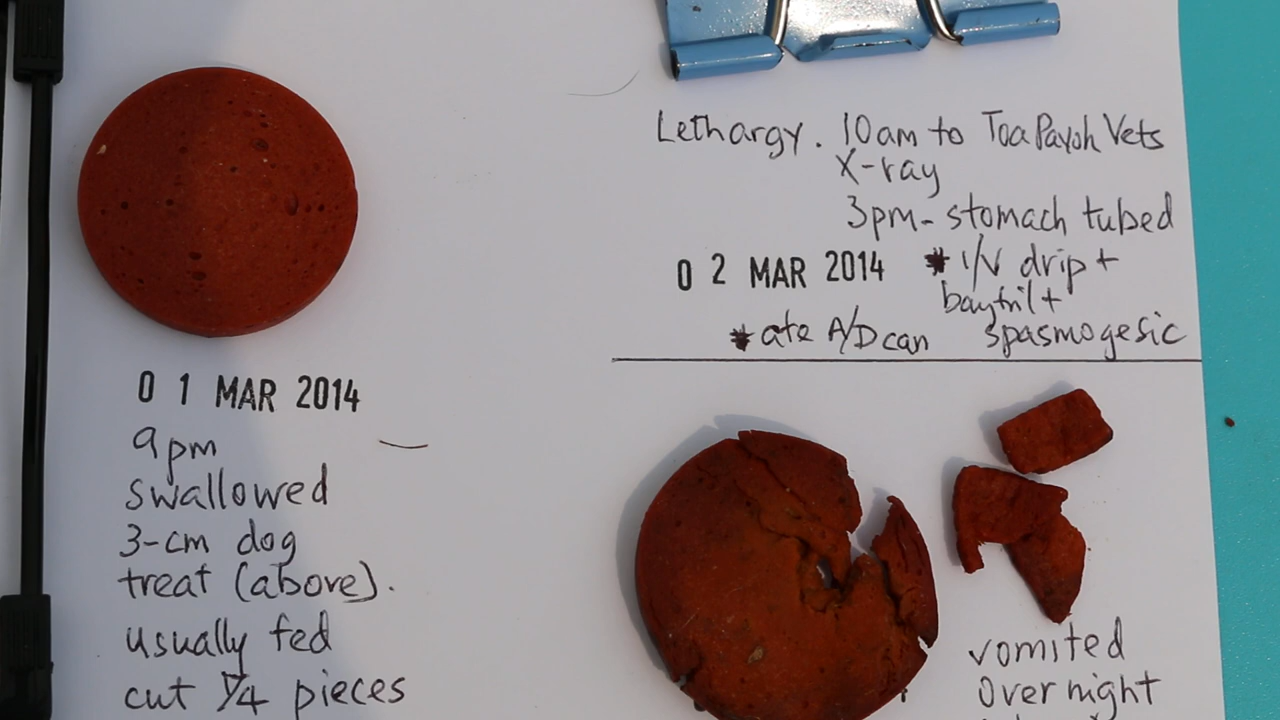 0 1 MAR 2014
9pm
swallowed
3-cm dog
treat (above).
usually fed
cut 1/4 pieces
Lethargy. 10am to Toa Payoh Vets
X-ray
3pm- stomach tubed
0 2 MAR 2014 * I/V drip +
baytril +
* ate A/D can spasmogesic
vomited
overnight